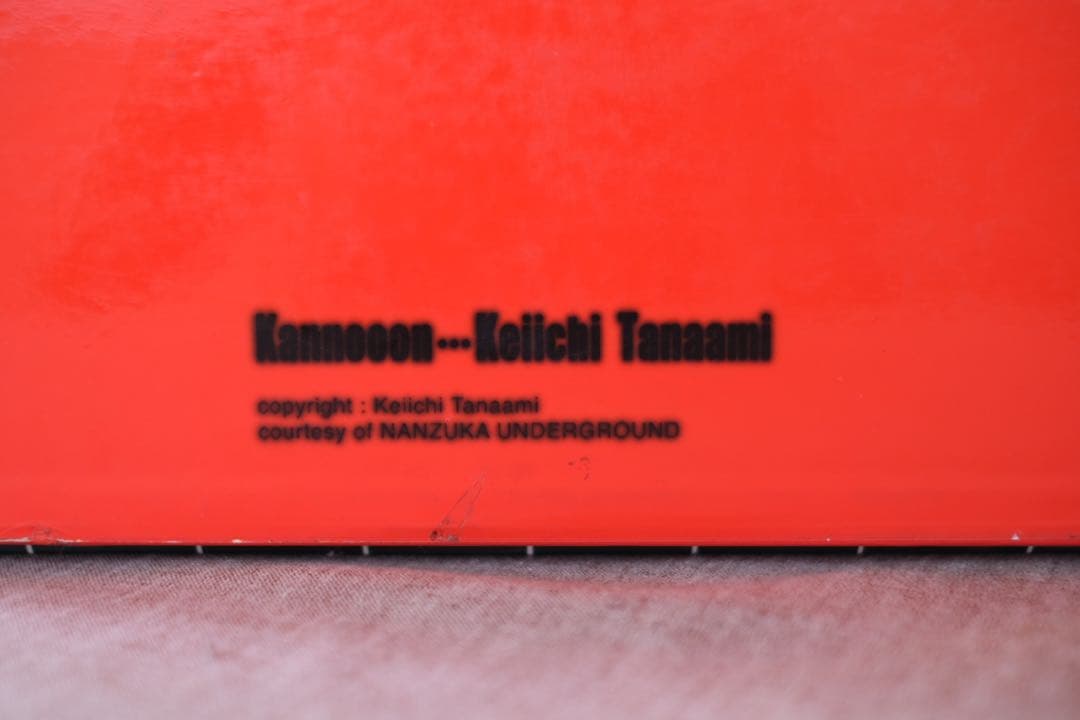 Kannooon•••Keiichi Tanaami
copyright : Keiichi Tanaami
courtesy of NANZUKA UNDERGROUND